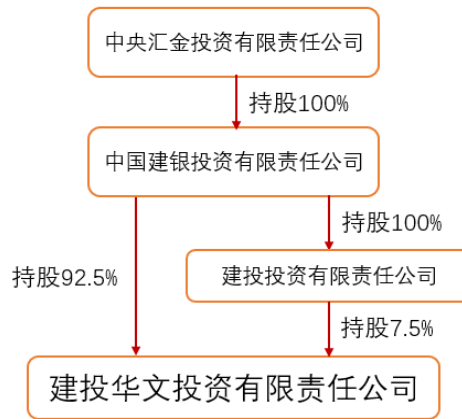 中央汇金投资有限责任公司
持股100%
中国建银投资有限责任公司
持股100%
持股92.5%
建投投资有限责任公司
持股7.5%
建投华文投资有限责任公司